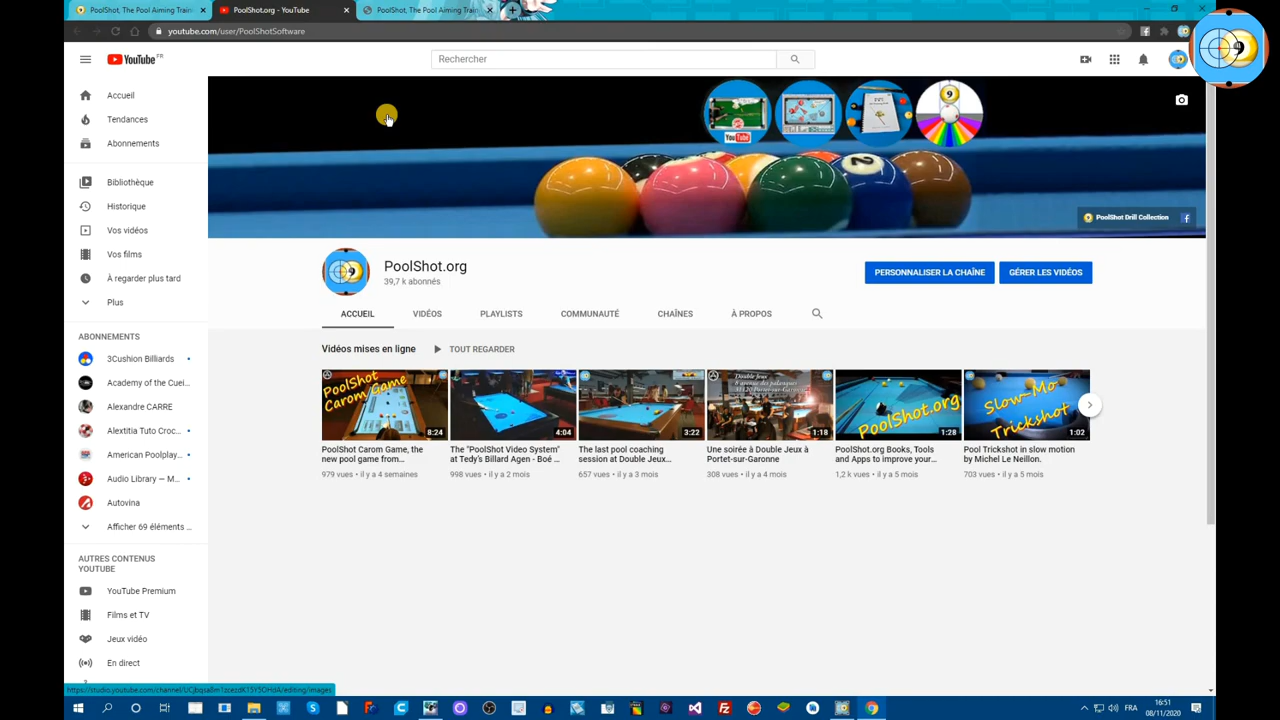 PoolShot, The Pool Aiming Train
PoolShot.org - YouTube
PoolShot, The Pool Aiming Train
youtube.com/user/PoolShotSoftware
YouTube FR
Rechercher
Accueil
Tendances
Abonnements
Bibliothèque
Historique
Vos vidéos
Vos films
À regarder plus tard
Plus
ABONNEMENTS
3Cushion Billiards
Academy of the Cuei...
Alexandre CARRE
Alextitia Tuto Croc...
American Poolplay...
Audio Library — M...
Autovina
Afficher 69 éléments ...
AUTRES CONTENUS
YOUTUBE
YouTube Premium
Films et TV
Jeux vidéo
En direct
YouTube
9
2
PoolShot Drill Collection
PoolShot.org
39,7 k abonnés
PERSONNALISER LA CHAÎNE
GÉRER LES VIDÉOS
ACCUEIL
VIDÉOS
PLAYLISTS
COMMUNAUTÉ
CHAÎNES
À PROPOS
Vidéos mises en ligne
TOUT REGARDER
PoolShot
Carom Game
8:24
4:04
3:22
Double Jeux
1:18
PoolShot.org
1:28
Slow-Mo
Trickshot
1:02
PoolShot Carom Game, the
new pool game from...
979 vues • il y a 4 semaines
The "PoolShot Video System"
at Tedy's Billard Agen - Boé ...
998 vues • il y a 2 mois
The last pool coaching
session at Double Jeux...
657 vues • il y a 3 mois
Une soirée à Double Jeux à
Portet-sur-Garonne
308 vues • il y a 4 mois
PoolShot.org Books, Tools
and Apps to improve your...
1,2 k vues • il y a 5 mois
Pool Trickshot in slow motion
by Michel Le Neillon.
703 vues • il y a 5 mois
FRA
16:51
08/11/2020